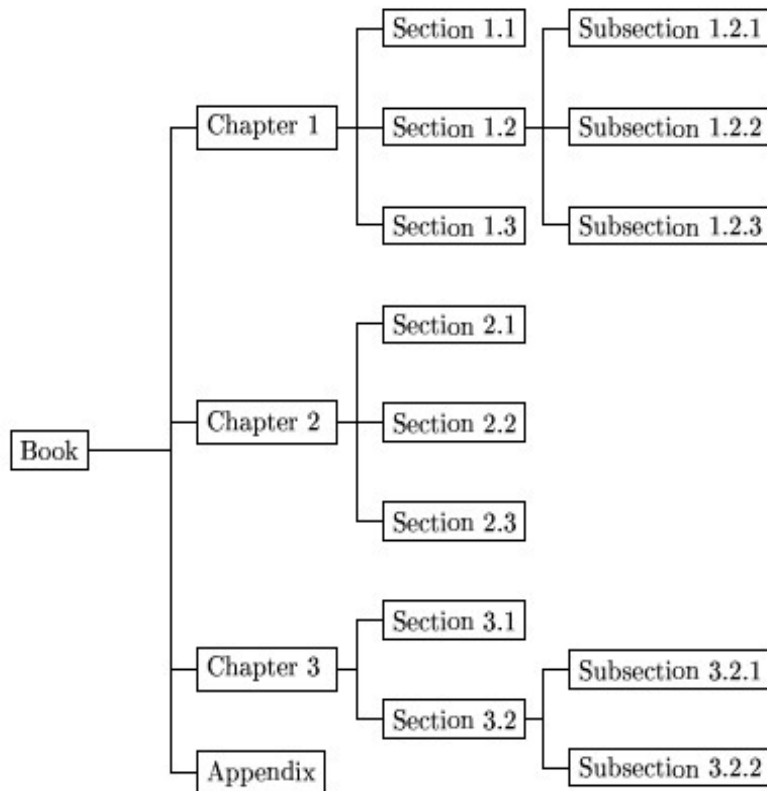 Book
Chapter 1
Section 1.1
Section 1.2
Subsection 1.2.1
Subsection 1.2.2
Subsection 1.2.3
Section 1.3
Chapter 2
Section 2.1
Section 2.2
Section 2.3
Chapter 3
Section 3.1
Section 3.2
Subsection 3.2.1
Subsection 3.2.2
Appendix